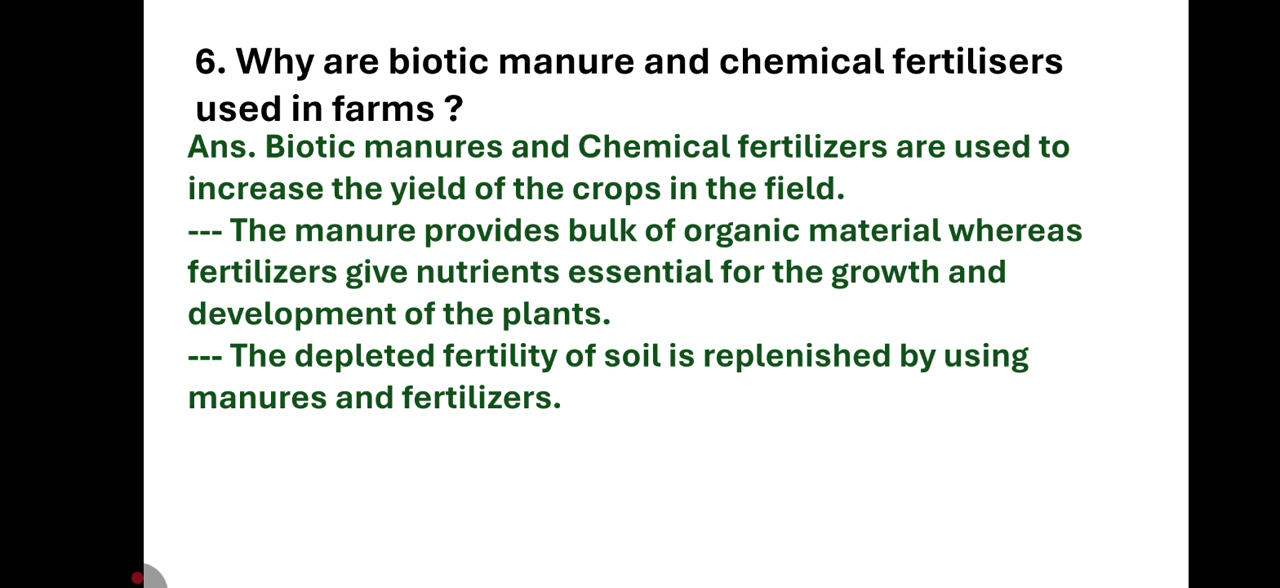 6. Why are biotic manure and chemical fertilisers
used in farms ?
Ans. Biotic manures and Chemical fertilizers are used to
increase the yield of the crops in the field.
--- The manure provides bulk of organic material whereas
fertilizers give nutrients essential for the growth and
development of the plants.
--- The depleted fertility of soil is replenished by using
manures and fertilizers.